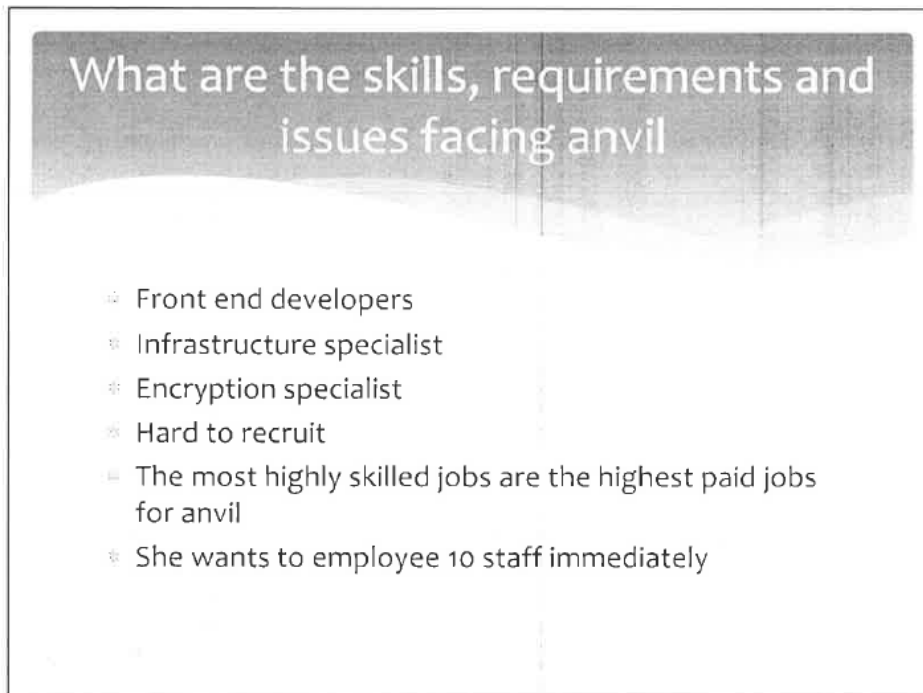 What are the skills, requirements and
issues facing anvil
Front end developers
Infrastructure specialist
Encryption specialist
Hard to recruit
The most highly skilled jobs are the highest paid jobs
for anvil
She wants to employee 10 staff immediately